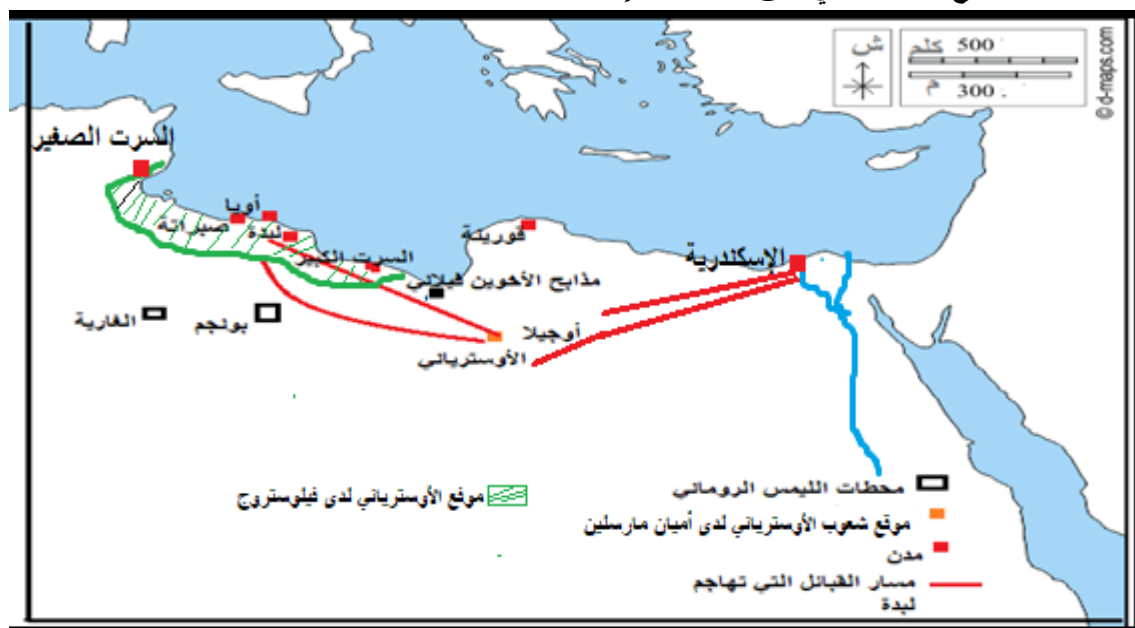 ش
500 كلم
300 م
© d-maps.com
السرت الصغير
أويا
صبراتة
لبدة
السرت الكبير
قورينة
مذابح الأخوين فيلاني
الإسكندرية
الغارية
بونجم
أوجيلا
الأوسترياني
موقع الأوسترياني لدى فيلوستروج
محطات الليمس الروماني
موقع شعوب الأوسترياني لدى أميان مارسلين
مدن
مسار القبائل التي تهاجم
لبدة